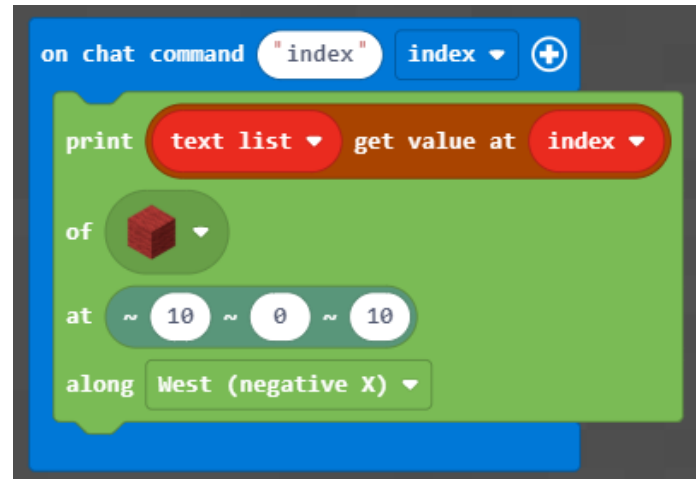 on chat command "index" index
print text list get value at index
of
at ~ 10 ~ 0 ~ 10
along West (negative X)